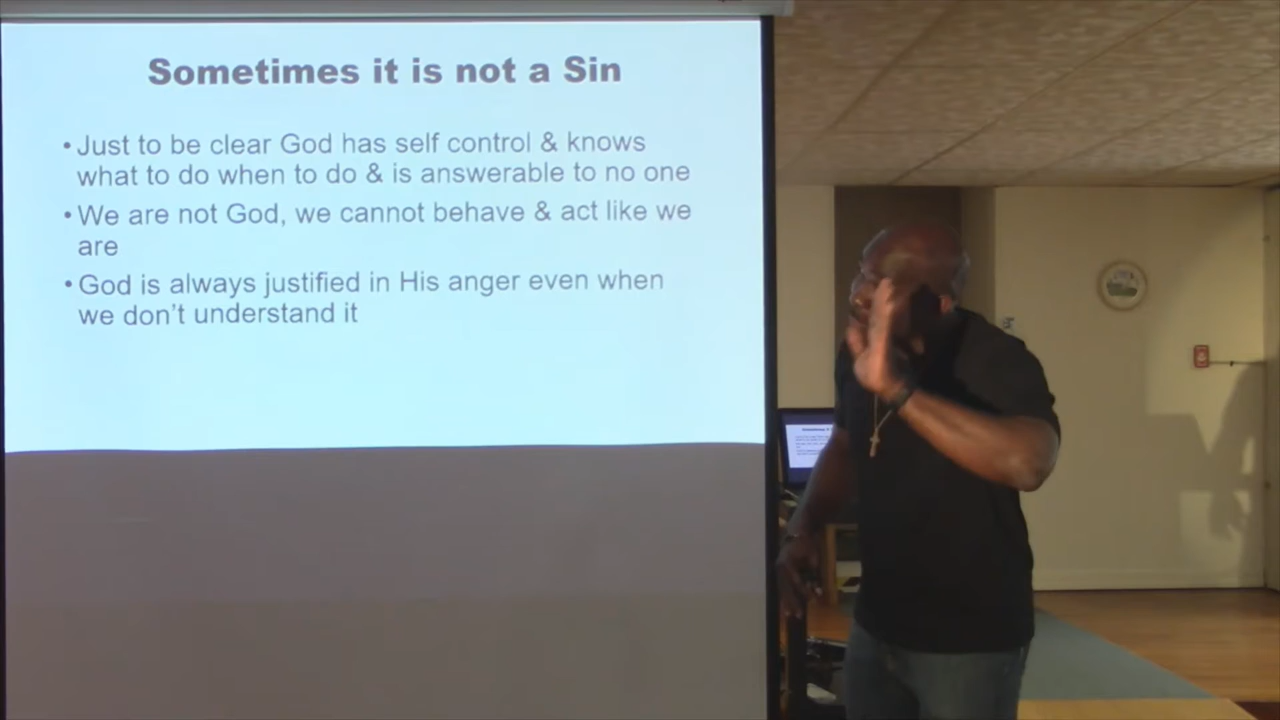 Sometimes it is not a Sin
• Just to be clear God has self control & knows
what to do when to do & is answerable to no one
• We are not God, we cannot behave & act like we
are
• God is always justified in His anger even when
we don't understand it